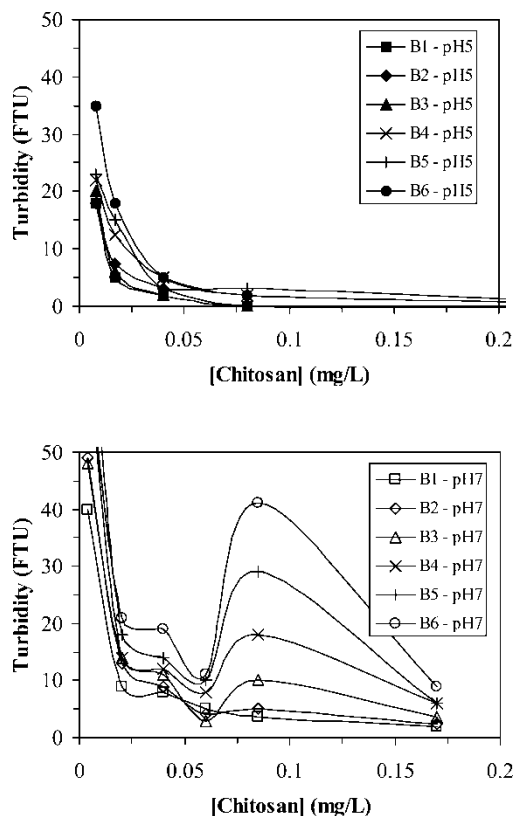 50
40
30
20
10
0
Turbidity (FTU)
B1 - pH5
B2 - pH5
B3 - pH5
B4 - pH5
B5 - pH5
B6 - pH5
0 0.05 0.1 0.15 0.2
[Chitosan] (mg/L)
50
40
30
20
10
0
Turbidity (FTU)
B1 - pH7
B2 - pH7
B3 - pH7
B4 - pH7
B5 - pH7
B6 - pH7
0 0.05 0.1 0.15 0.2
[Chitosan] (mg/L)